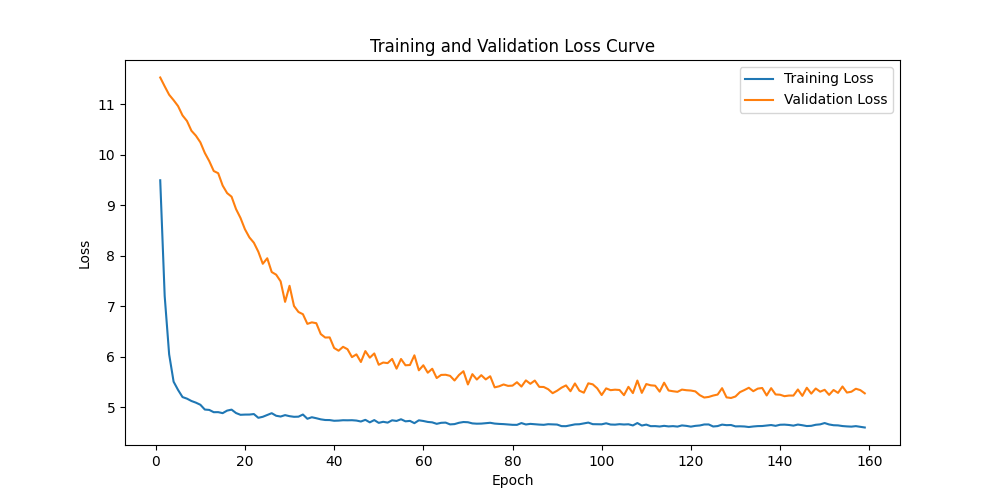 Training and Validation Loss Curve
Training Loss
Validation Loss
11
10
9
8
7
6
5
Loss
0 20 40 60 80 100 120 140 160
Epoch